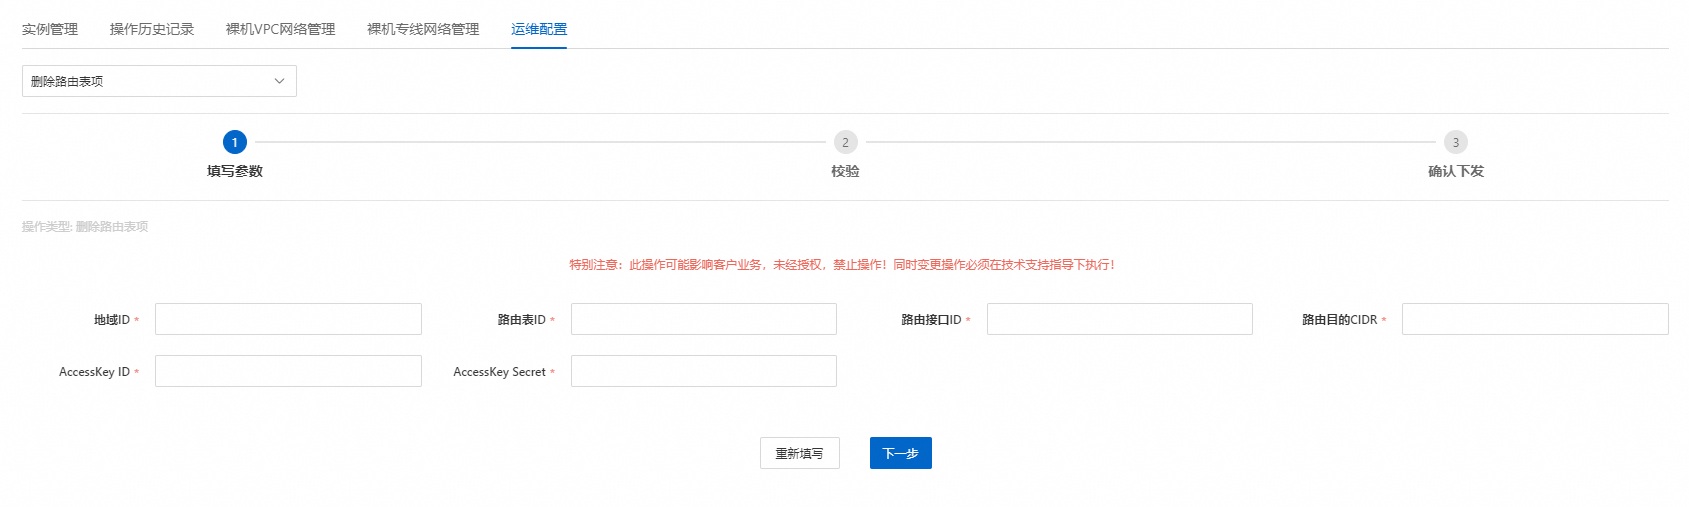 实例管理 操作历史记录 裸机VPC网络管理 裸机专线网络管理 运维配置
删除路由表项
1 2 3
填写参数 校验 确认下发
操作类型: 删除路由表项
特别注意：此操作可能影响客户业务，未经授权，禁止操作！同时变更操作必须在技术支持指导下执行！
地域ID * 路由表ID * 路由接口ID * 路由目的CIDR *
AccessKey ID * AccessKey Secret *
重新填写 下一步